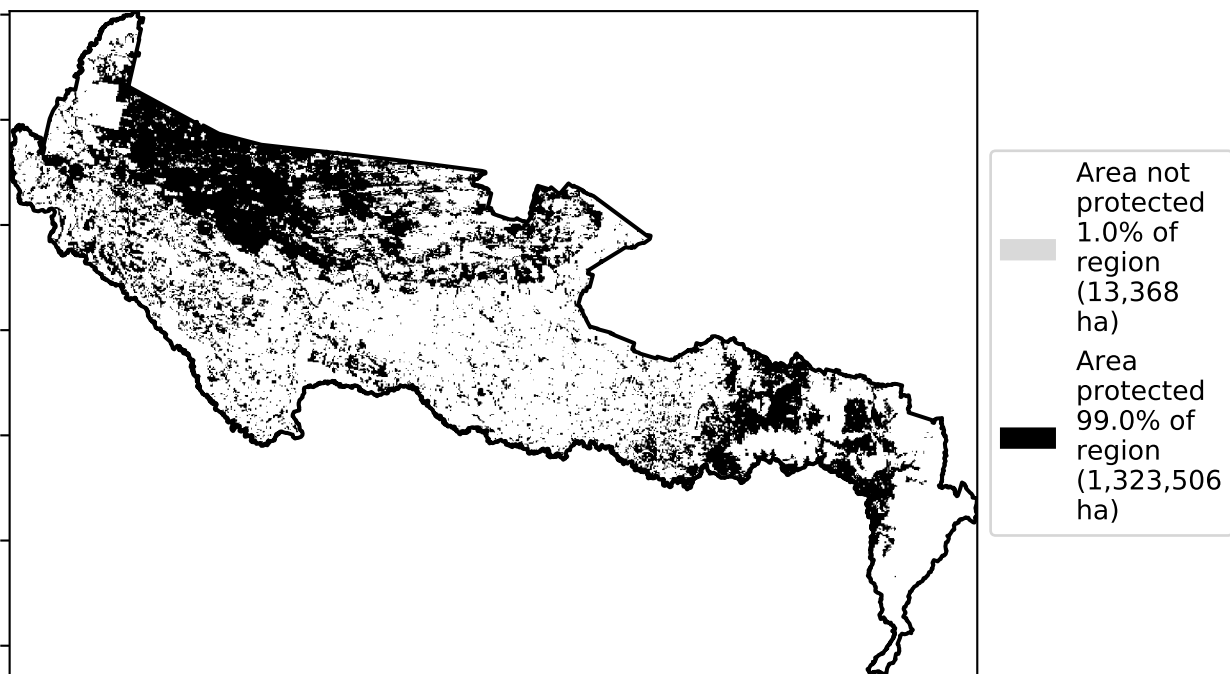 Area not
protected
1.0% of
region
(13,368
ha)
Area
protected
99.0% of
region
(1,323,506
ha)